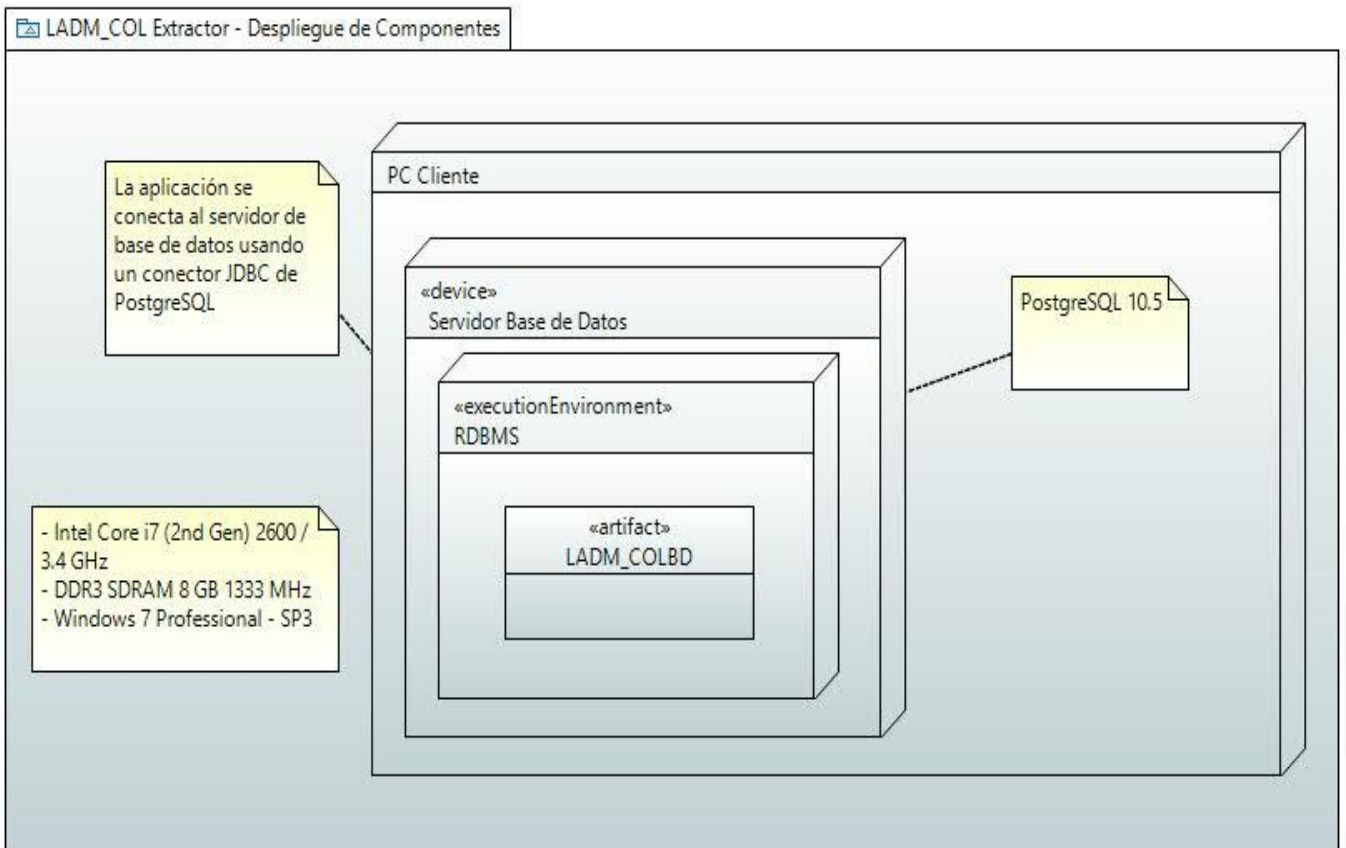 LADM_COL Extractor - Despliegue de Componentes
La aplicación se
conecta al servidor de
base de datos usando
un conector JDBC de
PostgreSQL
PC Cliente
«device»
Servidor Base de Datos
PostgreSQL 10.5
«executionEnvironment»
RDBMS
«artifact»
LADM_COLBD
- Intel Core i7 (2nd Gen) 2600 /
3.4 GHz
- DDR3 SDRAM 8 GB 1333 MHz
- Windows 7 Professional - SP3